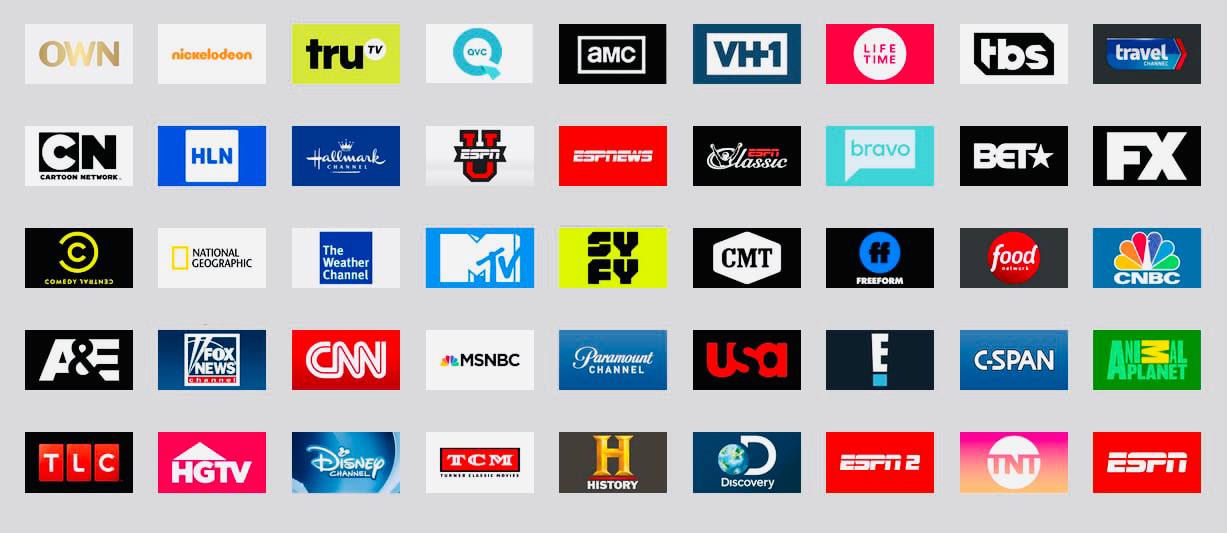 OWN
nickelodeon
tru TV
QVC
aMC
VH1
LIFE
TIME
tbs
travel
CHANNEL
CN
CARTOON NETWORK
HLN
Hallmark
CHANNEL
U
ESPN
ESPNEWS
ESPN
Classic
bravo
BET
FX
C
COMEDY CENTRAL
NATIONAL
GEOGRAPHIC
The
Weather
Channel
MTV
SY
FY
CMT
ff
FREEFORM
food
network
CNBC
A&E
FOX
NEWS
channel
CNN
MSNBC
Paramount
CHANNEL
usa
E!
C-SPAN
ANIMAL
PLANET
TLC
HGTV
Disney
CHANNEL
TCM
TURNER CLASSIC MOVIES
H
HISTORY
D
Discovery
ESPN 2
TNT
ESPN